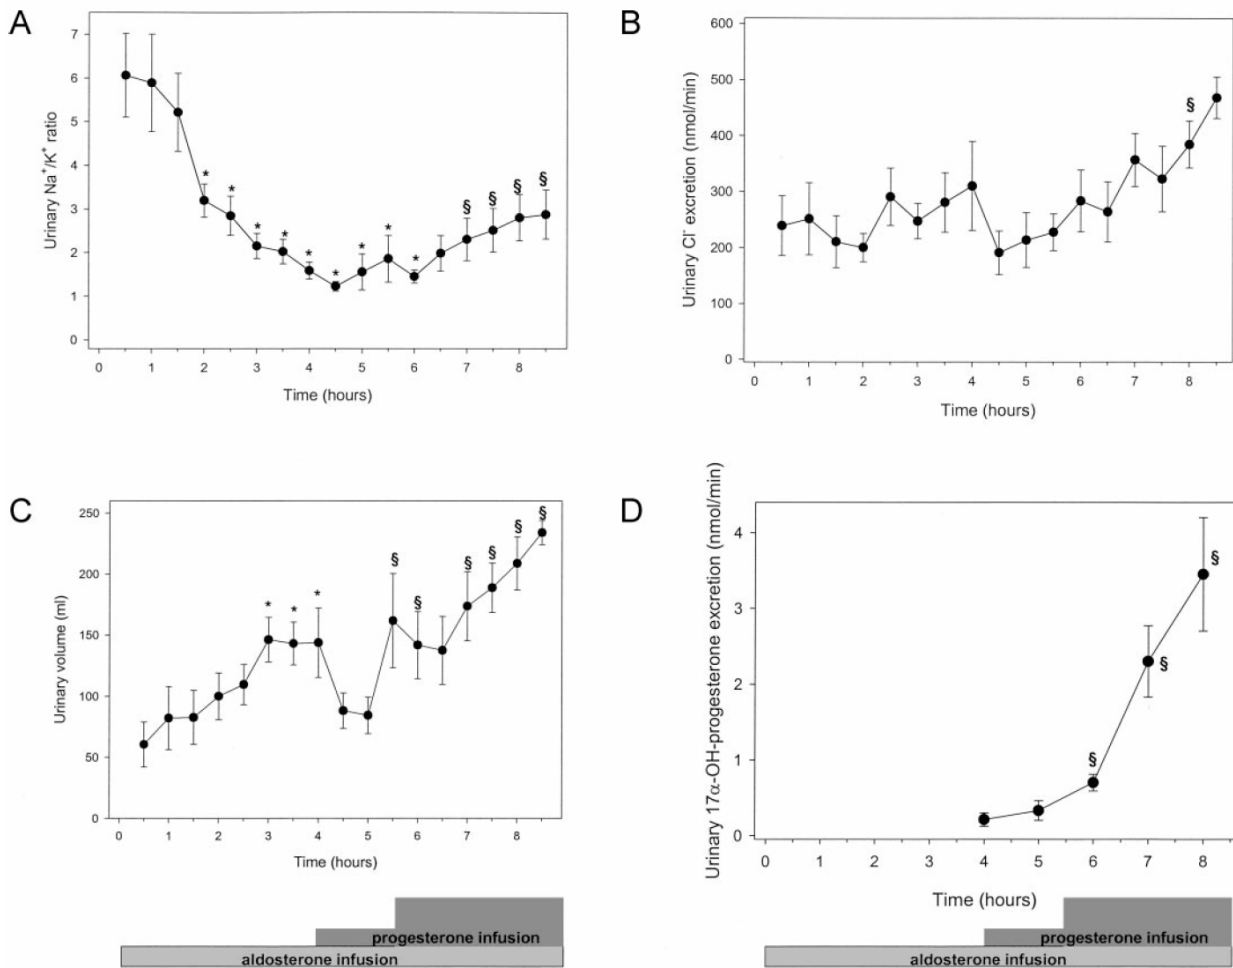 A
Urinary Na+/K+ ratio
7
6
5
4
3
2
1
0
* * * * * * * * * § § § §
0 1 2 3 4 5 6 7 8
Time (hours)
B
Urinary Cl- excretion (nmol/min)
600
500
400
300
200
300
0
§
0 1 2 3 4 5 6 7 8
Time (hours)
C
Urinary volume (ml)
250
200
150
100
50
0
* * * § § § § § §
0 1 2 3 4 5 6 7 8
Time (hours)
progesterone infusion
aldosterone infusion
D
Urinary 17α-OH-progesterone excretion (nmol/min)
4
3
2
1
0
§ § §
0 1 2 3 4 5 6 7 8
Time (hours)
progesterone infusion
aldosterone infusion